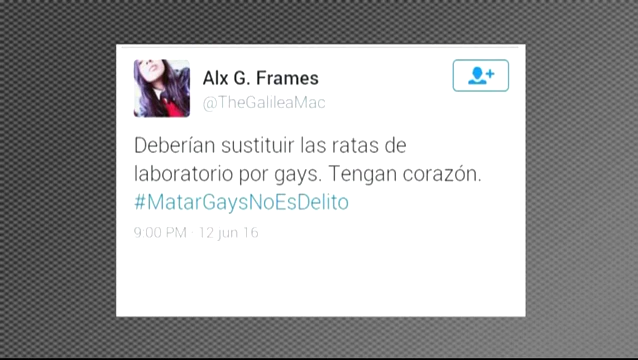 Alx G. Frames
@TheGalileaMac
Deberían sustituir las ratas de
laboratorio por gays. Tengan corazón.
#MatarGaysNoEsDelito
9:00 PM · 12 jun 16